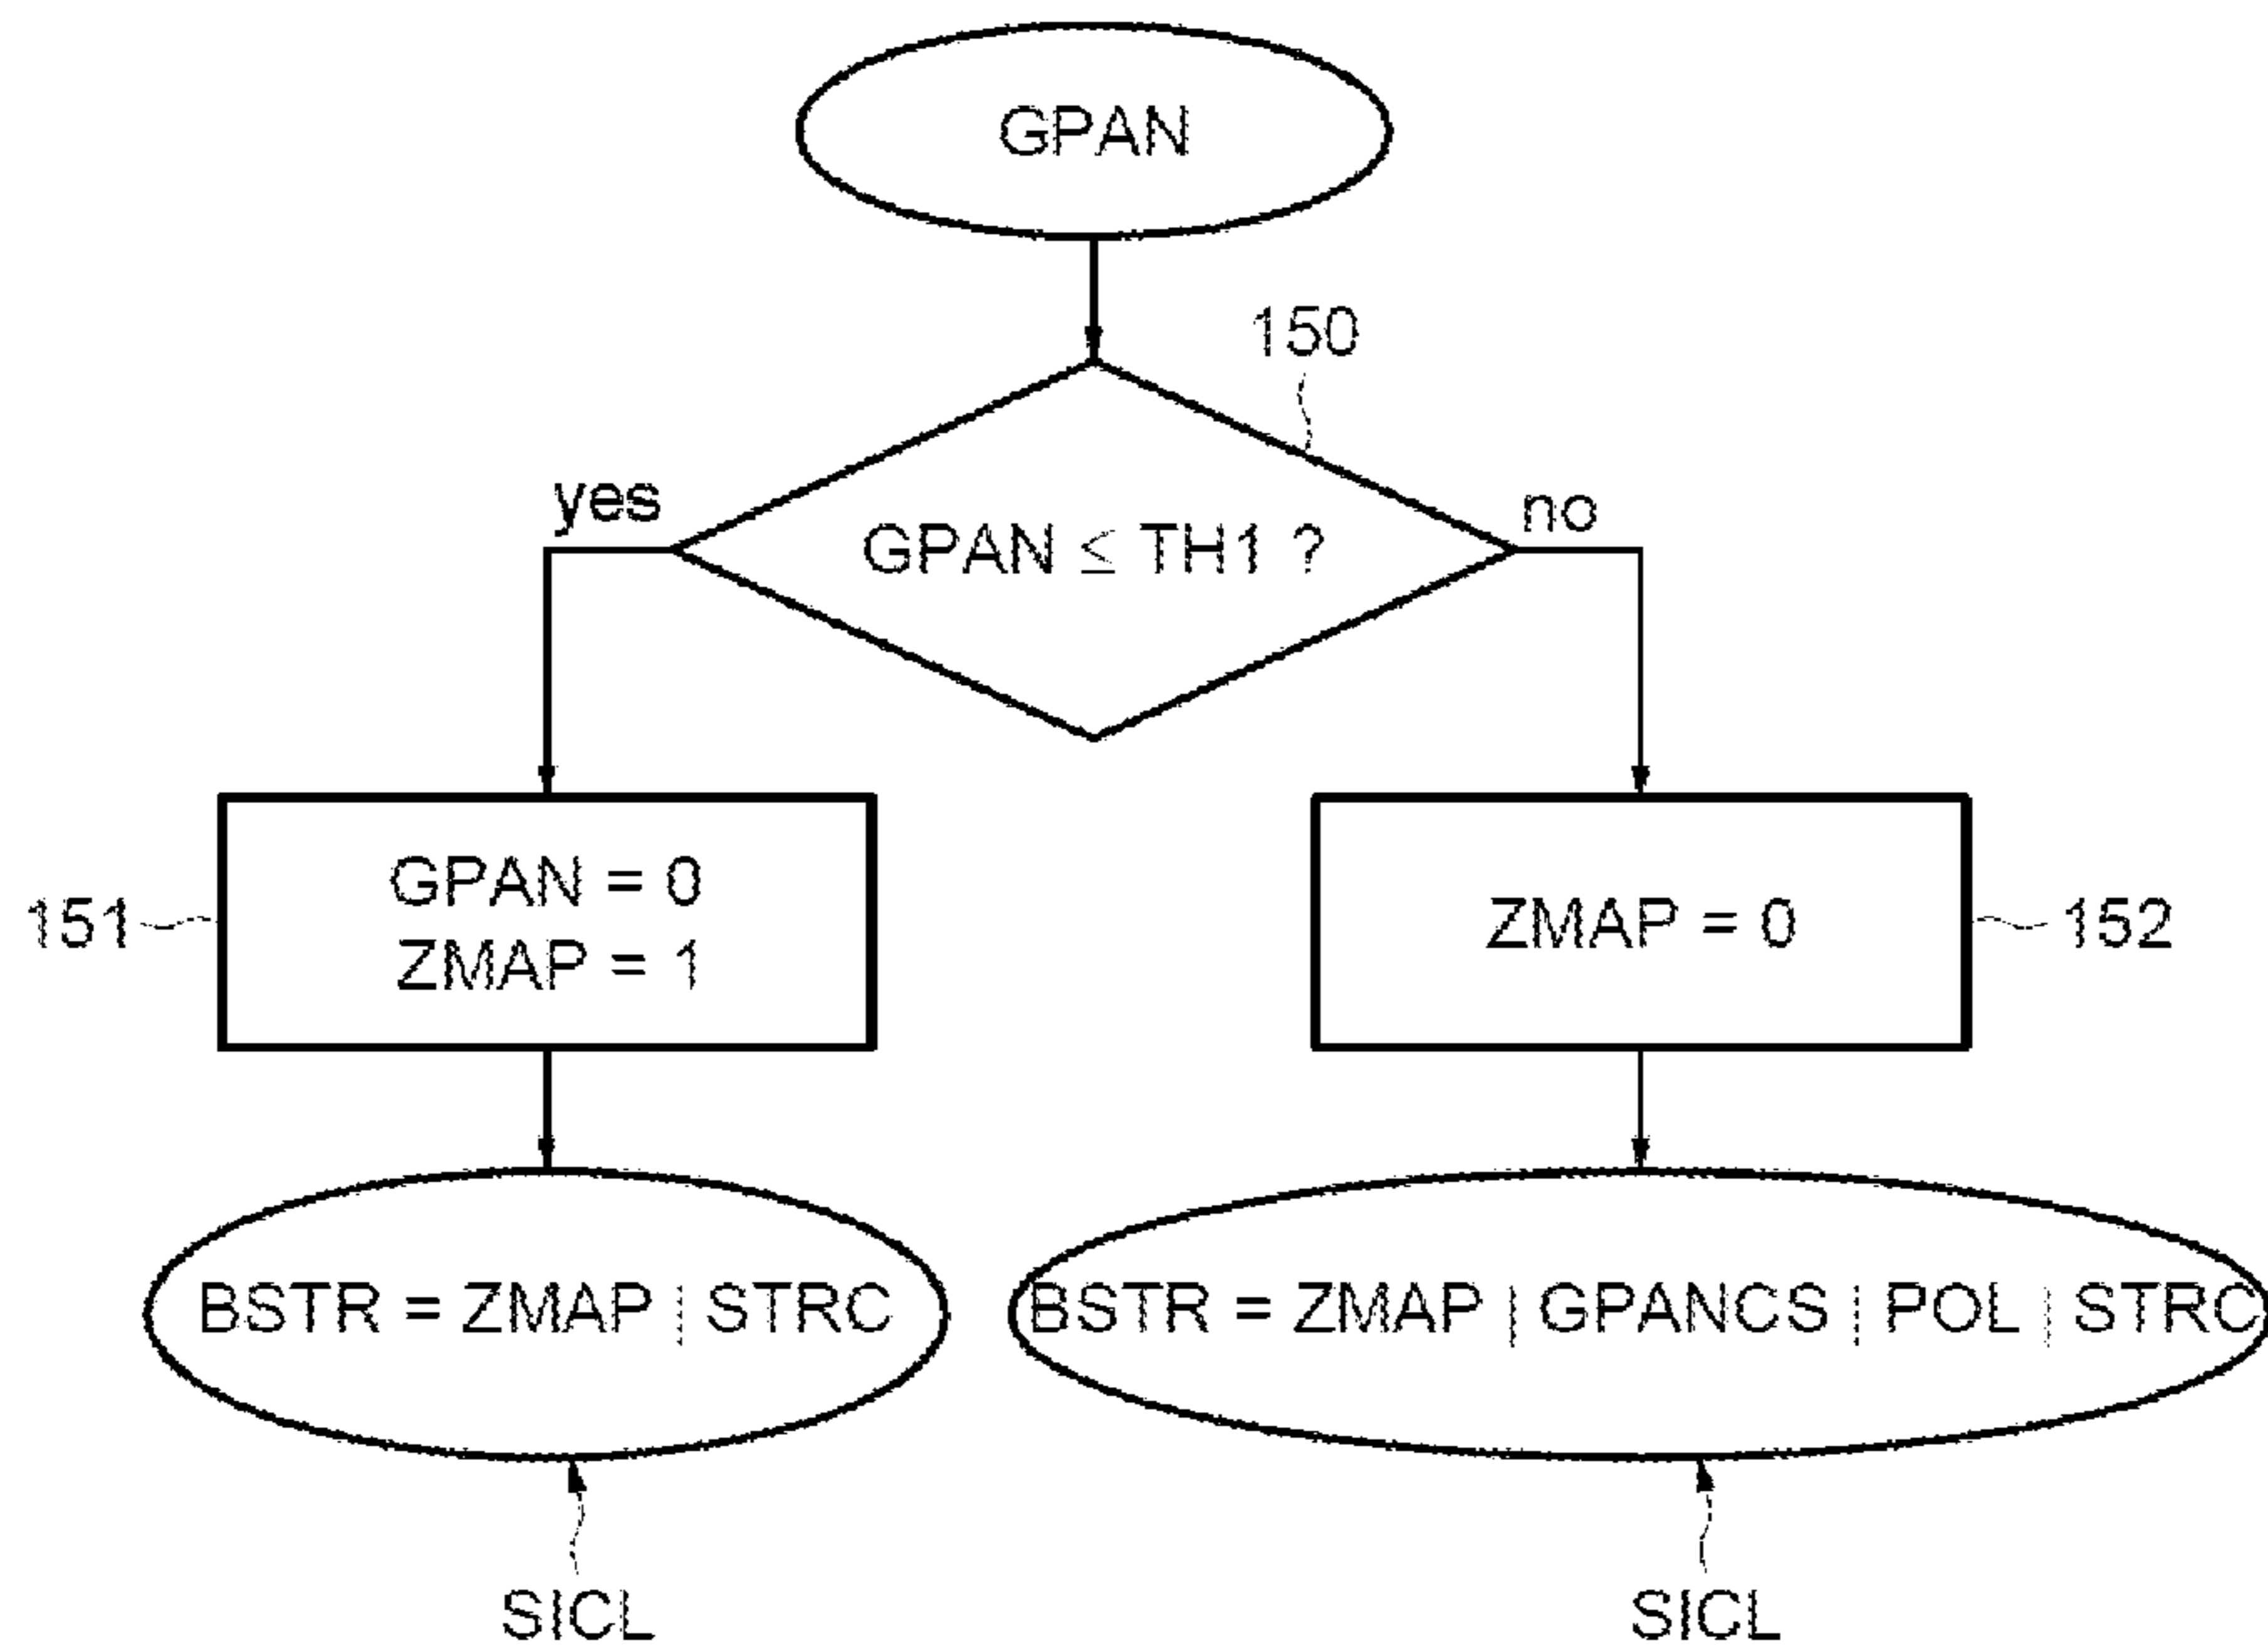 GPAN
150
yes
no
GPAN ≤ TH1 ?
GPAN = 0
ZMAP = 1
151
ZMAP = 0
152
BSTR = ZMAP | STRC
BSTR = ZMAP | GPANCS | POL | STRC
SICL
SICL